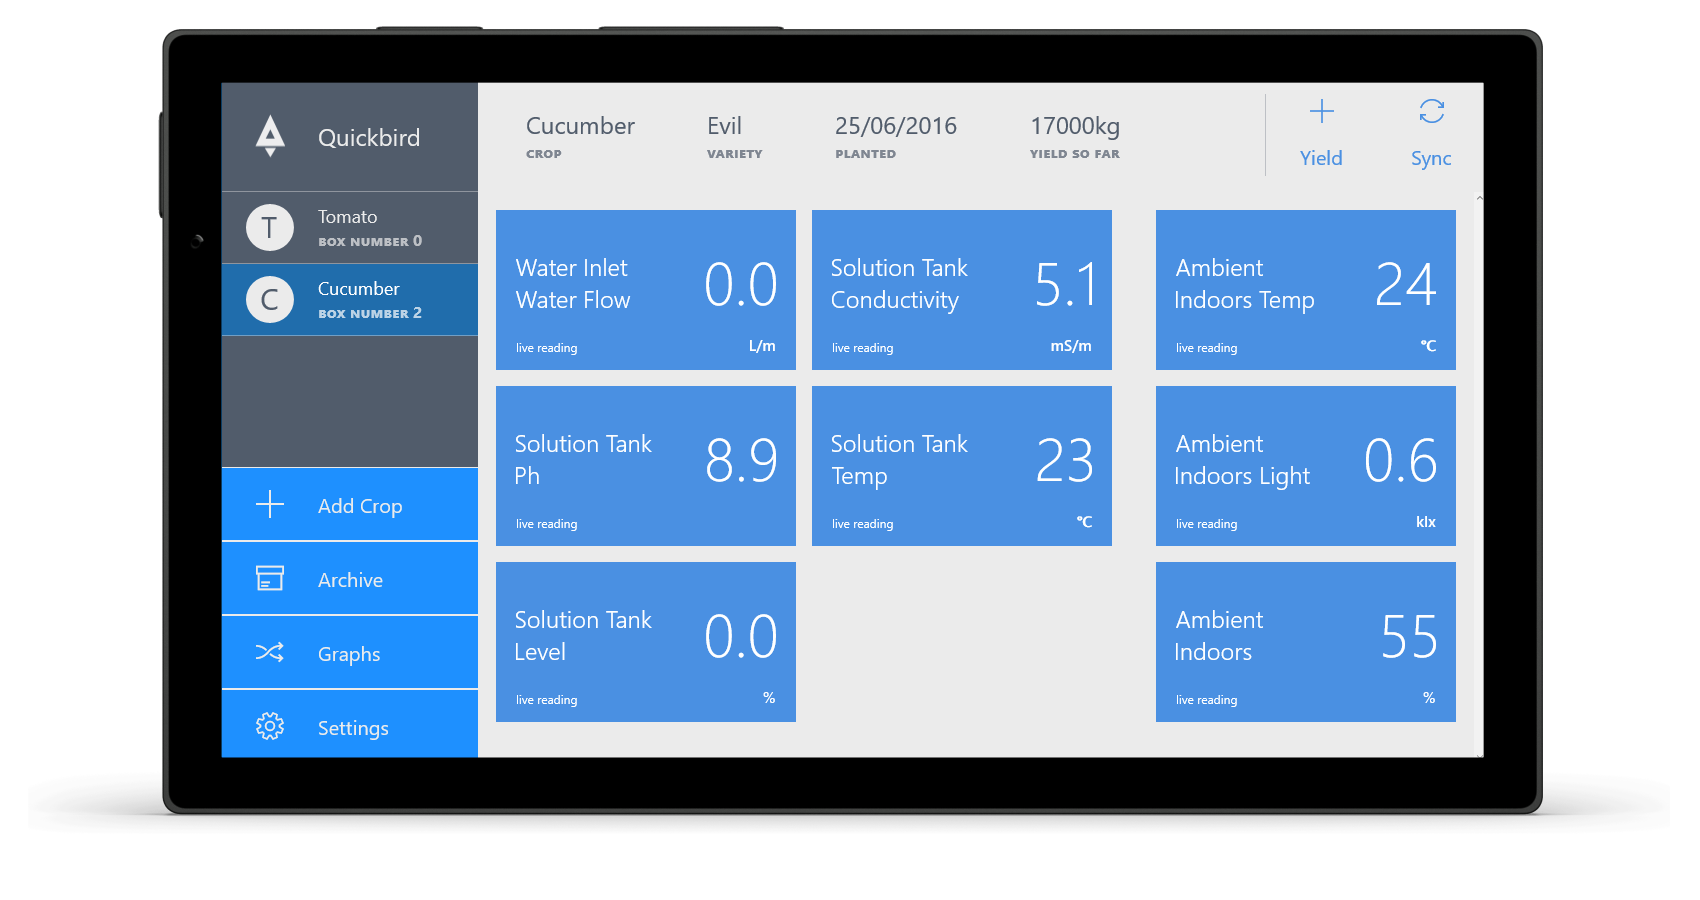 Quickbird
Tomato
BOX NUMBER 0
T
Cucumber
BOX NUMBER 2
C
Add Crop
Archive
Graphs
Settings
Cucumber
CROP
Evil
VARIETY
25/06/2016
PLANTED
17000kg
YIELD SO FAR
Yield
Sync
Water Inlet
Water Flow
0.0
live reading
L/m
Solution Tank
Conductivity
5.1
live reading
mS/m
Ambient
Indoors Temp
24
live reading
°C
Solution Tank
Ph
8.9
live reading
Solution Tank
Temp
23
live reading
°C
Ambient
Indoors Light
0.6
live reading
klx
Solution Tank
Level
0.0
live reading
%
Ambient
Indoors
55
live reading
%